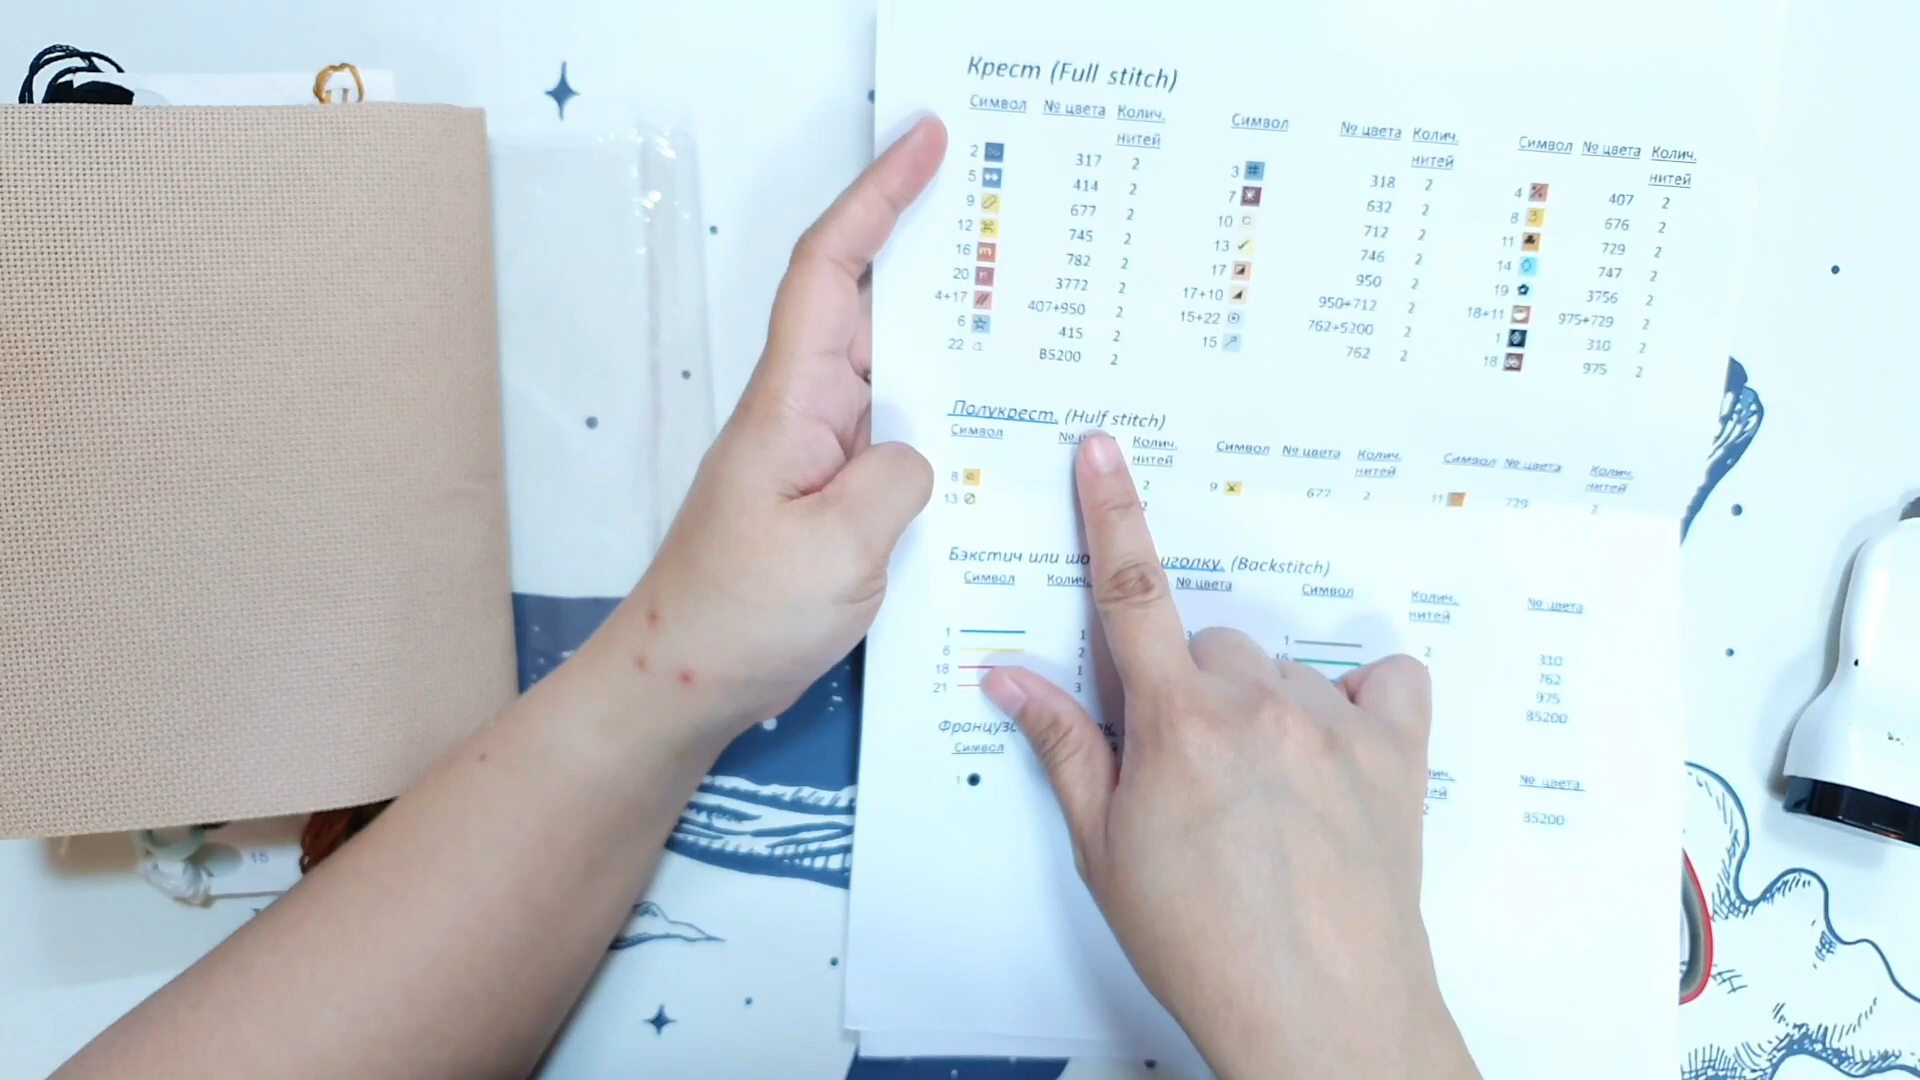 Крест (Full stitch)
Символ № цвета Колич. нитей Символ № цвета Колич. нитей Символ № цвета Колич. нитей
2 317 2 3 318 2 4 407 2
5 414 2 7 632 2 8 676 2
9 677 2 10 712 2 11 729 2
12 745 2 13 746 2 14 747 2
16 782 2 17 950 2 19 3756 2
20 3772 2 17+10 950+712 2 18+11 975+729 2
4+17 407+950 2 15+22 762+5200 2 1 310 2
6 415 2 15 762 2 18 975 2
22 B5200 2
Полукрест. (Hulf stitch)
Символ Колич. нитей Символ № цвета Колич. нитей Символ № цвета Колич. нитей
8 2 9 677 2 11 729 2
13 2
Бэкстич или иголку. (Backstitch)
Символ Колич. № цвета Символ Колич. нитей № цвета
1 1 3 1 2 310
6 2 762
18 1 975
21 3 B5200
Символ № цвета
1 B5200
16